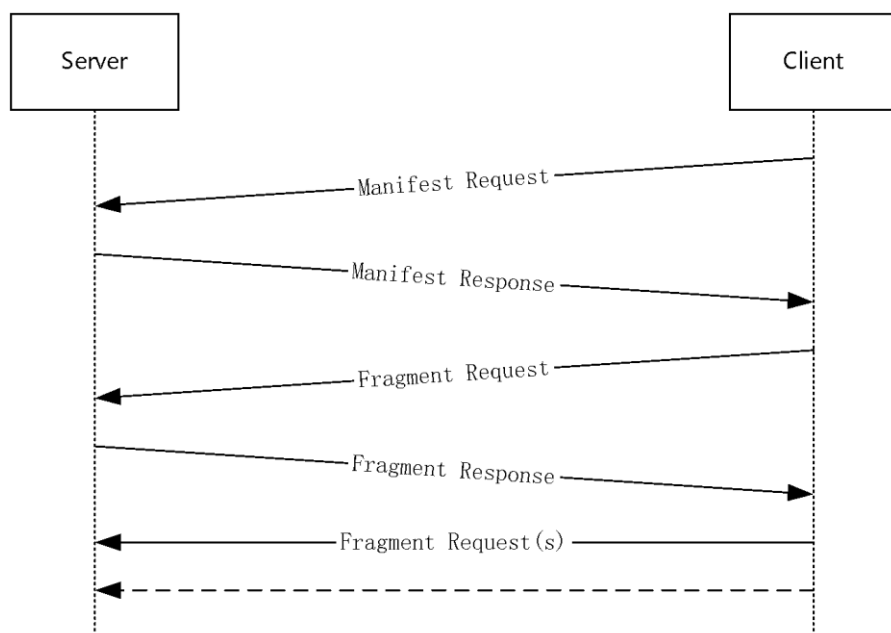 Server
Client
Manifest Request
Manifest Response
Fragment Request
Fragment Response
Fragment Request(s)